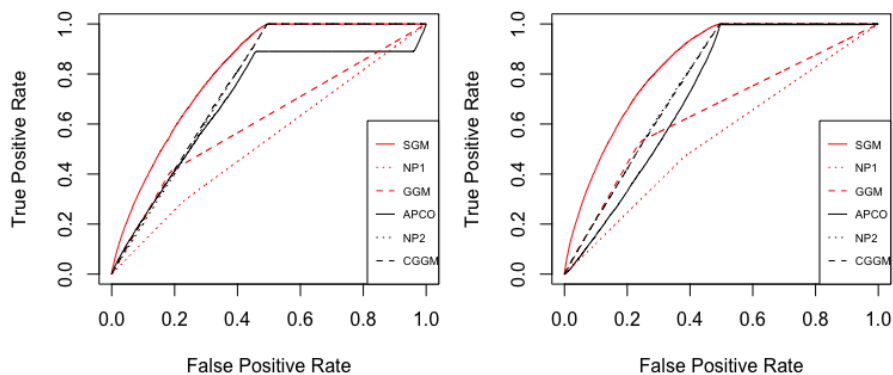 True Positive Rate
1.0
0.8
0.6
0.4
0.2
0.0
SGM
NP1
GGM
APCO
NP2
CGGM
0.0 0.2 0.4 0.6 0.8 1.0
False Positive Rate
True Positive Rate
1.0
0.8
0.6
0.4
0.2
0.0
SGM
NP1
GGM
APCO
NP2
CGGM
0.0 0.2 0.4 0.6 0.8 1.0
False Positive Rate